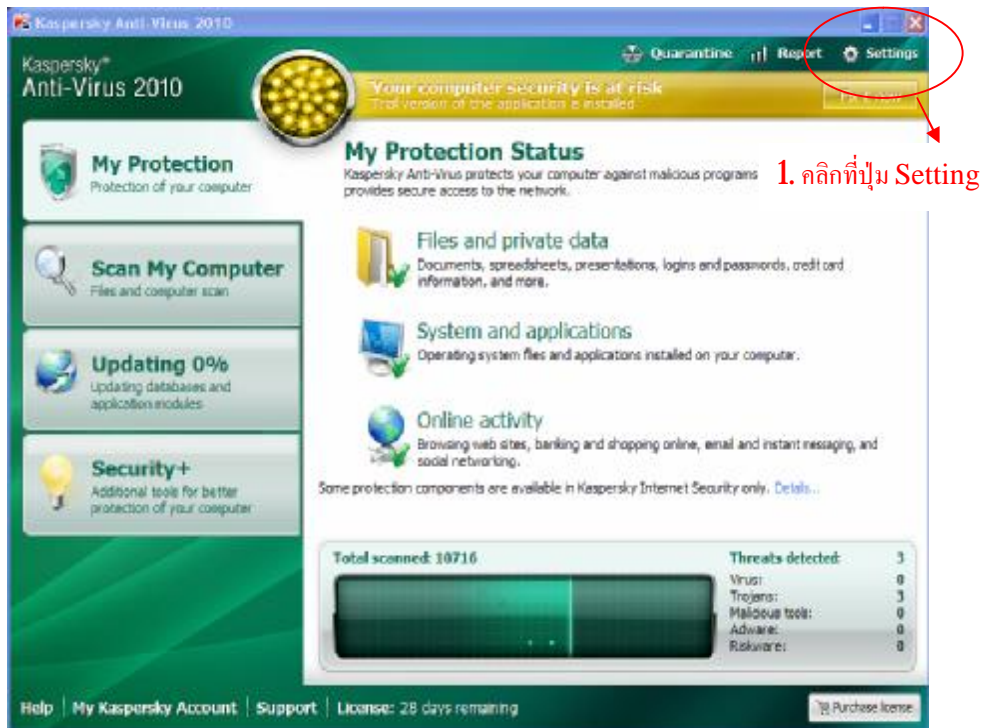 Kaspersky Anti-Virus 2010
Quarantine Report Settings
Kaspersky®
Anti-Virus 2010
Your computer security is at risk
Trial version of the application is installed
1. คลิกที่ปุ่ม Setting
My Protection
Protection of your computer
Scan My Computer
Files and computer scan
Updating 0%
Updating databases and
application modules
Security+
Additional tools for better
protection of your computer
My Protection Status
Kaspersky Anti-Virus protects your computer against malicious programs
provides secure access to the network.
Files and private data
Documents, spreadsheets, presentations, logins and passwords, credit card
information, and more.
System and applications
Operating system files and applications installed on your computer.
Online activity
Browsing web sites, banking and shopping online, email and instant messaging, and
social networking.
Some protection components are available in Kaspersky Internet Security only. Details...
Total scanned: 10716
Threats detected: 3
Virus: 0
Trojans: 3
Malicious tools: 0
Adware: 0
Riskware: 0
Help | My Kaspersky Account | Support | License: 28 days remaining
Purchase license